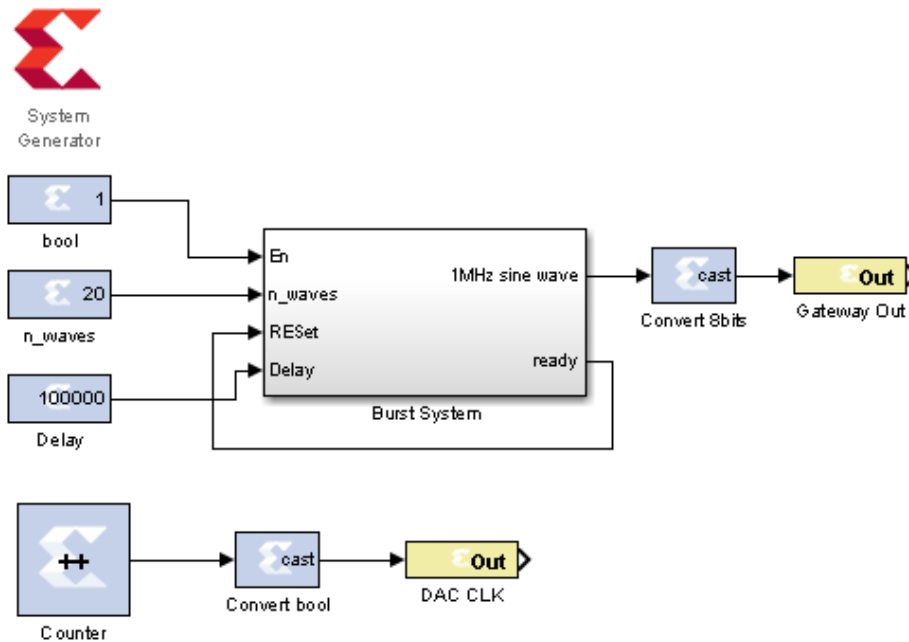 System
Generator
1
bool
20
n_waves
100000
Delay
En
n_waves
RESet
Delay
1MHz sine wave
ready
Burst System
cast
Convert 8bits
Out
Gateway Out
++
Counter
cast
Convert bool
Out
DAC CLK